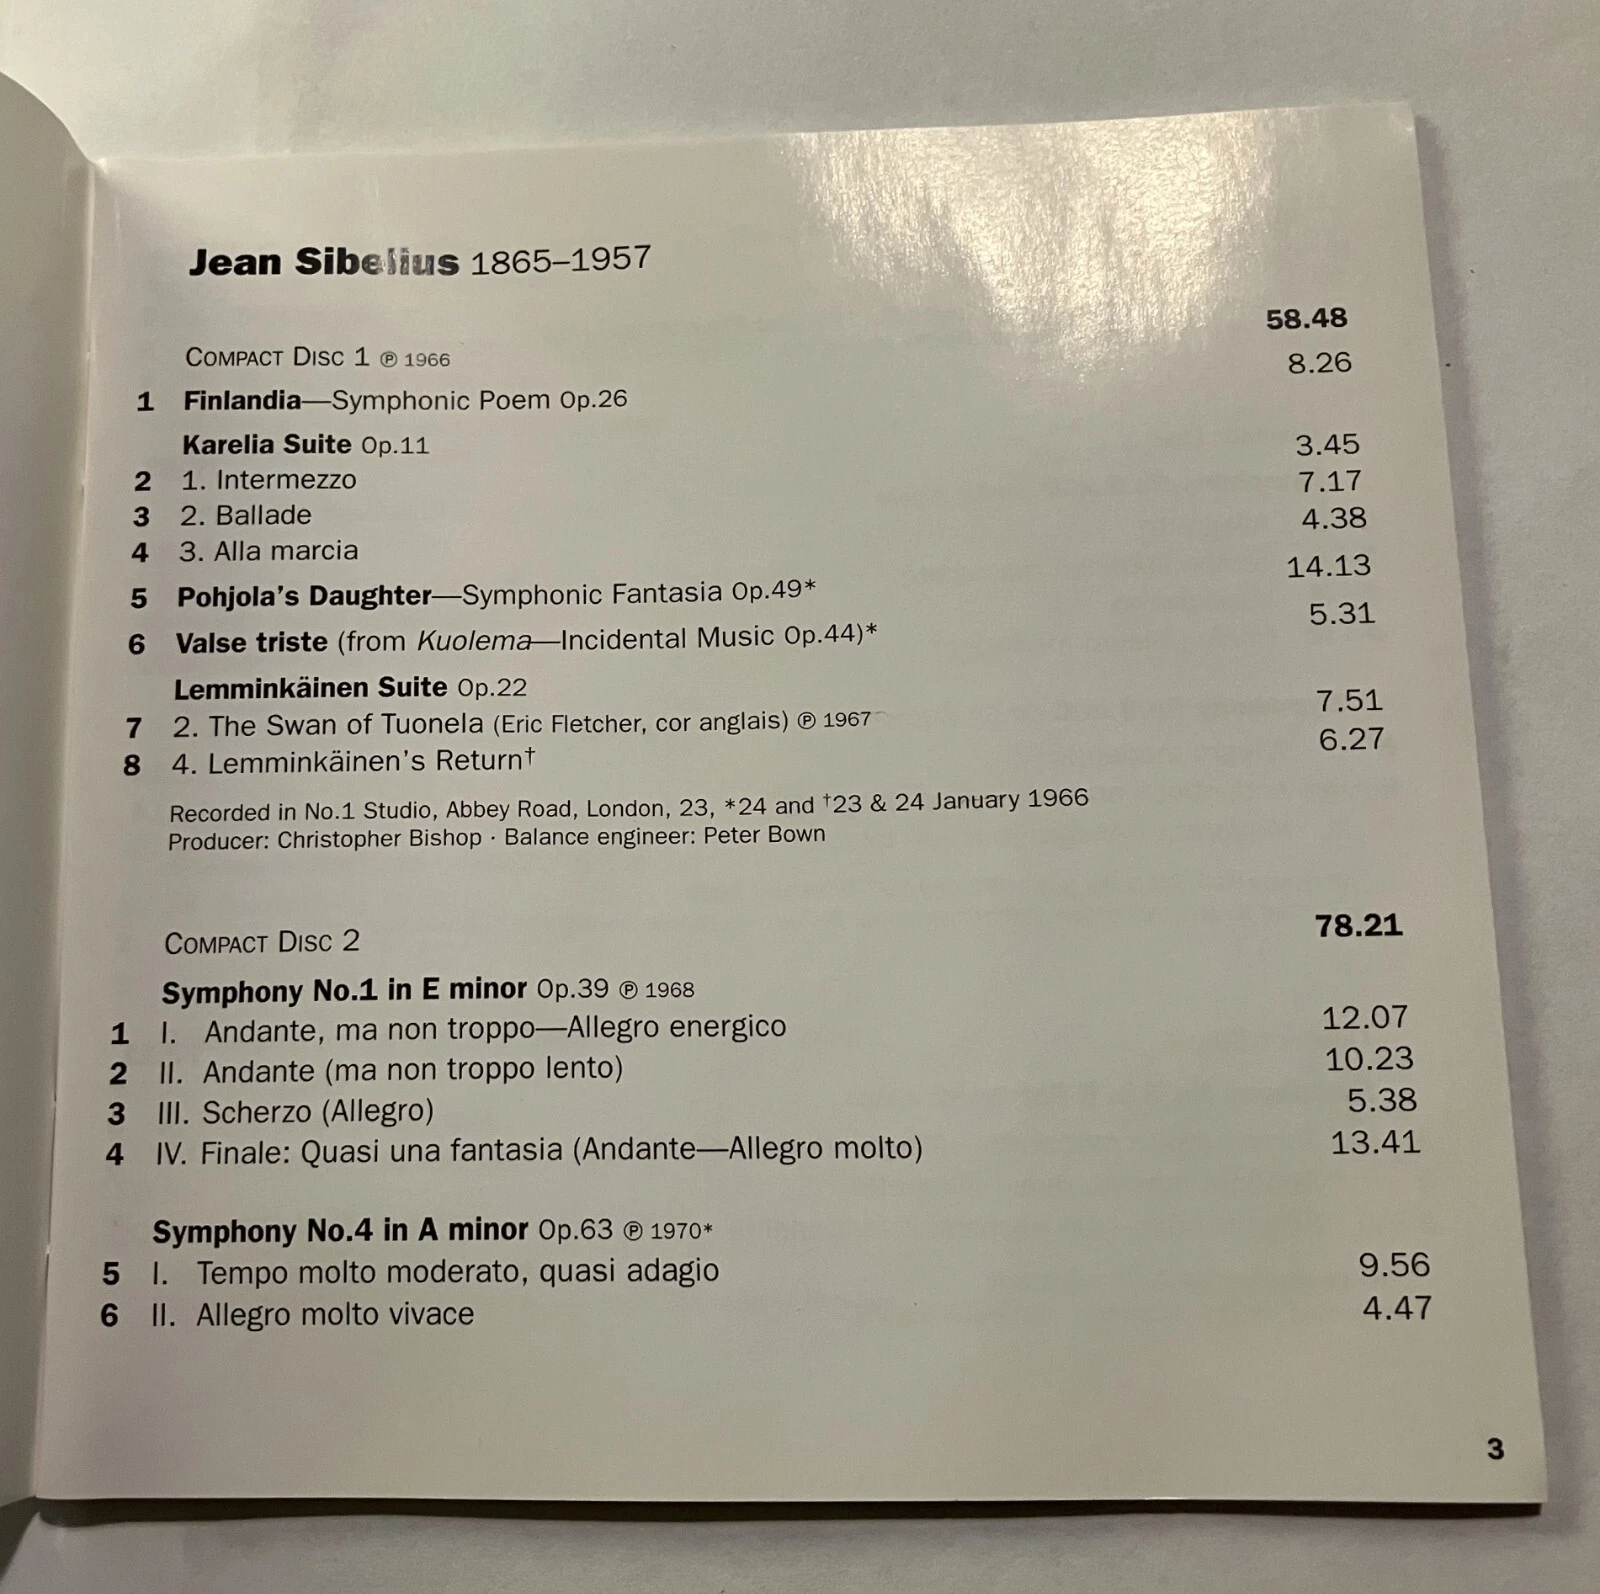 Jean Sibelius 1865–1957
COMPACT DISC 1 ℗ 1966 58.48
1 Finlandia—Symphonic Poem Op.26 8.26
Karelia Suite Op.11
2 1. Intermezzo 3.45
3 2. Ballade 7.17
4 3. Alla marcia 4.38
5 Pohjola's Daughter—Symphonic Fantasia Op.49* 14.13
6 Valse triste (from Kuolema—Incidental Music Op.44)* 5.31
Lemminkäinen Suite Op.22
7 2. The Swan of Tuonela (Eric Fletcher, cor anglais) ℗ 1967 7.51
8 4. Lemminkäinen's Return† 6.27
Recorded in No.1 Studio, Abbey Road, London, 23, *24 and †23 & 24 January 1966
Producer: Christopher Bishop · Balance engineer: Peter Bown
COMPACT DISC 2 78.21
Symphony No.1 in E minor Op.39 ℗ 1968
1 I. Andante, ma non troppo—Allegro energico 12.07
2 II. Andante (ma non troppo lento) 10.23
3 III. Scherzo (Allegro) 5.38
4 IV. Finale: Quasi una fantasia (Andante—Allegro molto) 13.41
Symphony No.4 in A minor Op.63 ℗ 1970*
5 I. Tempo molto moderato, quasi adagio 9.56
6 II. Allegro molto vivace 4.47
3